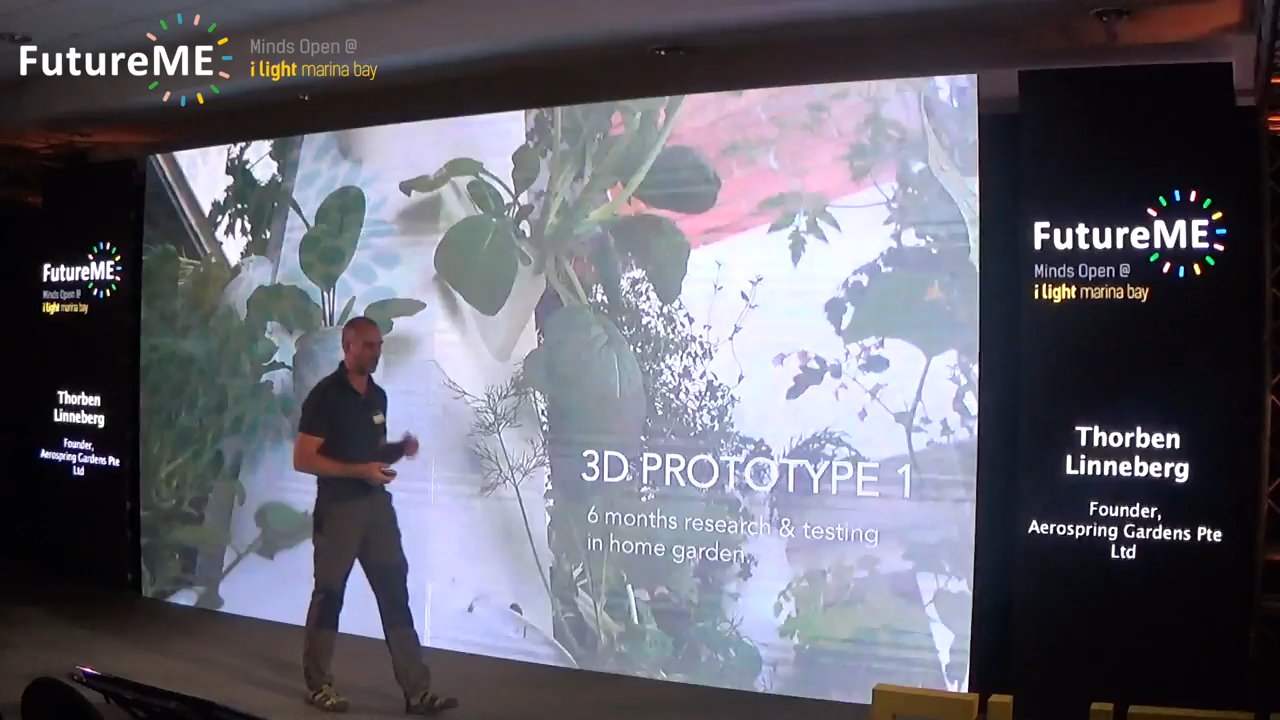 FutureME
Minds Open @
i light marina bay
FutureME
Minds Open @
i light marina bay
Thorben
Linneberg
Founder,
Aerospring Gardens Pte
Ltd
3D PROTOTYPE 1
6 months research & testing
in home garden
FutureME
Minds Open @
i light marina bay
Thorben
Linneberg
Founder,
Aerospring Gardens Pte
Ltd